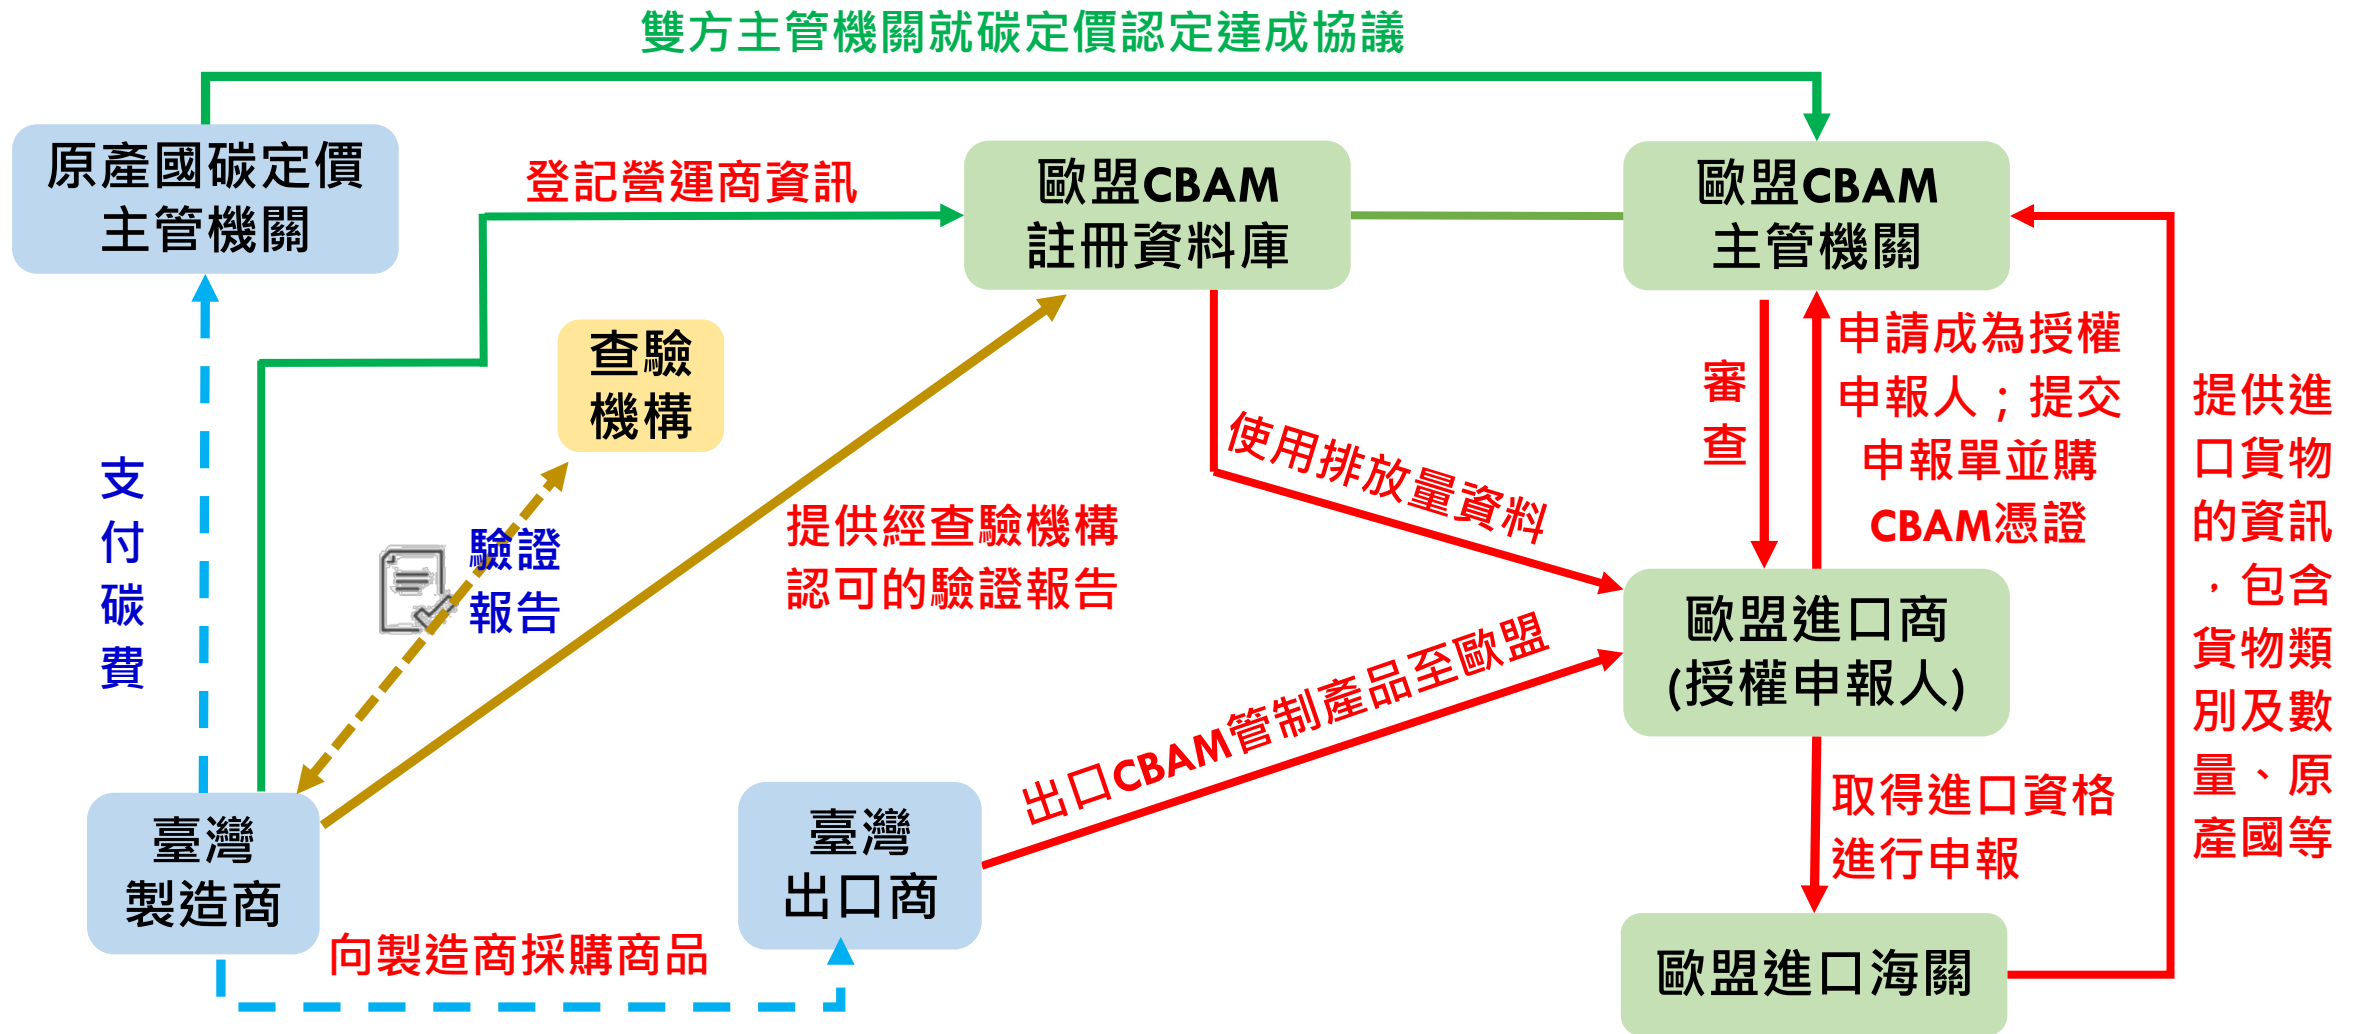 雙方主管機關就碳定價認定達成協議
原產國碳定價
主管機關
登記營運商資訊
歐盟CBAM
註冊資料庫
歐盟CBAM
主管機關
查驗
機構
支
付
碳
費
驗證
報告
提供經查驗機構
認可的驗證報告
使用排放量資料
審
查
申請成為授權
申報人；提交
申報單並購
CBAM憑證
提供進
口貨物
的資訊
，包含
貨物類
別及數
量、原
產國等
出口CBAM管制產品至歐盟
歐盟進口商
(授權申報人)
臺灣
製造商
臺灣
出口商
取得進口資格
進行申報
向製造商採購商品
歐盟進口海關